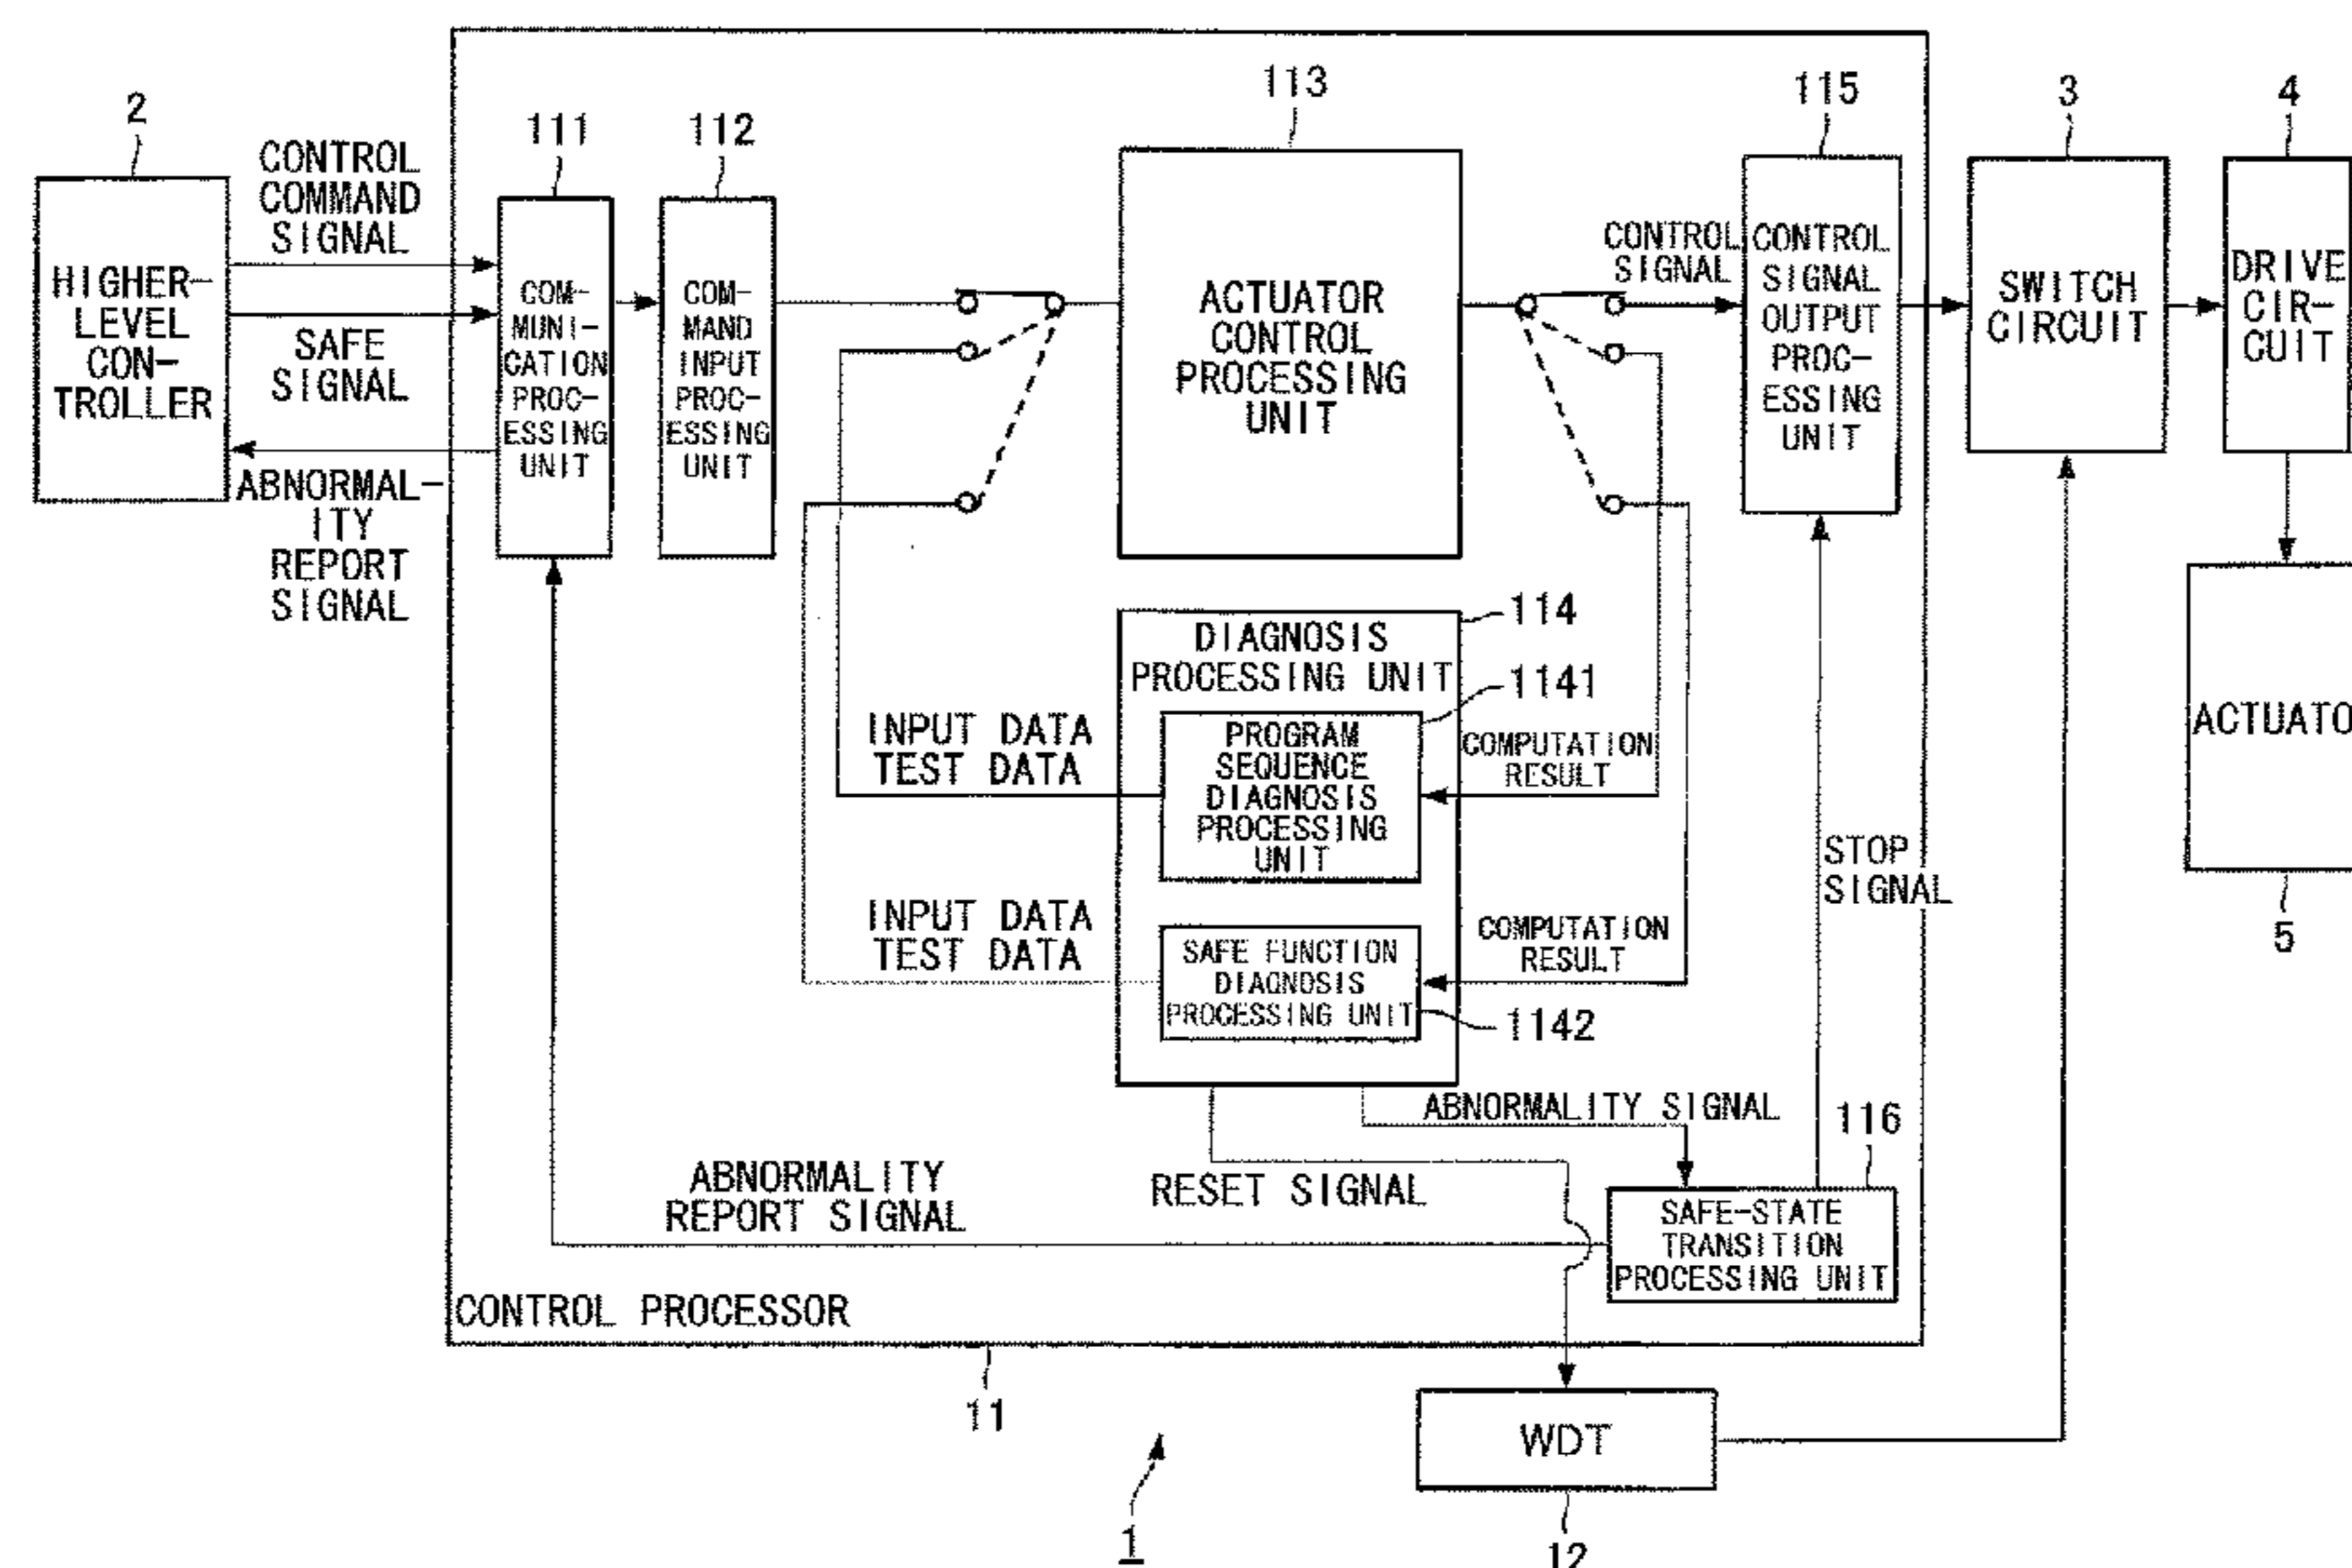 2
HIGHER-
LEVEL
CON-
TROLLER
CONTROL
COMMAND
SIGNAL
SAFE
SIGNAL
ABNORMAL-
ITY
REPORT
SIGNAL
111
COM-
MUNI-
CATION
PROC-
ESSING
UNIT
112
COM-
MAND
INPUT
PROC-
ESSING
UNIT
113
ACTUATOR
CONTROL
PROCESSING
UNIT
CONTROL
SIGNAL
115
CONTROL
SIGNAL
OUTPUT
PROC-
ESSING
UNIT
3
SWITCH
CIRCUIT
4
DRIVE
CIR-
CUIT
ACTUATO
5
114
DIAGNOSIS
PROCESSING UNIT
1141
PROGRAM
SEQUENCE
DIAGNOSIS
PROCESSING
UNIT
INPUT DATA
TEST DATA
COMPUTATION
RESULT
SAFE FUNCTION
DIAGNOSIS
PROCESSING UNIT
1142
INPUT DATA
TEST DATA
COMPUTATION
RESULT
STOP
SIGNAL
ABNORMALITY SIGNAL
116
SAFE-STATE
TRANSITION
PROCESSING UNIT
RESET SIGNAL
ABNORMALITY
REPORT SIGNAL
CONTROL PROCESSOR
11
WDT
12
1